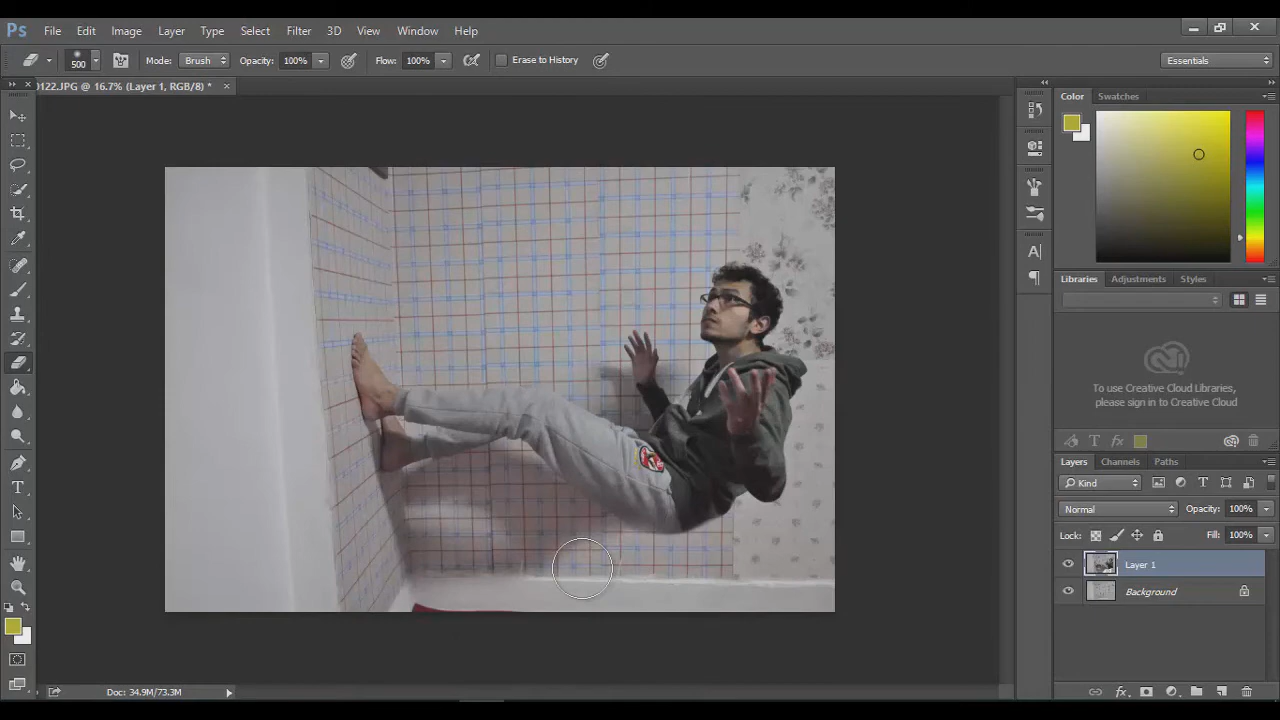 Ps File Edit Image Layer Type Select Filter 3D View Window Help
500 Mode: Brush Opacity: 100% Flow: 100% Erase to History Essentials
0122.JPG @ 16.7% (Layer 1, RGB/8) * ×
Color Swatches
Libraries Adjustments Styles
To use Creative Cloud Libraries,
please sign in to Creative Cloud
fx
Layers Channels Paths
Kind
Normal Opacity: 100%
Lock: Fill: 100%
Layer 1
Background
Doc: 34.9M/73.3M